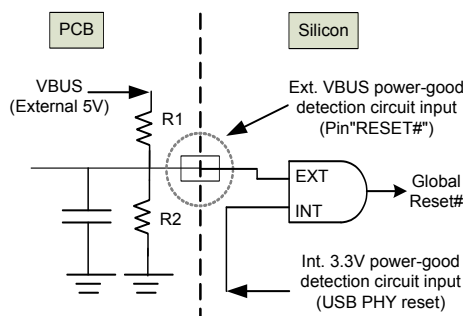 PCB
Silicon
VBUS
(External 5V)
R1
R2
Ext. VBUS power-good
detection circuit input
(Pin"RESET#")
EXT
INT
Global
Reset#
Int. 3.3V power-good
detection circuit input
(USB PHY reset)